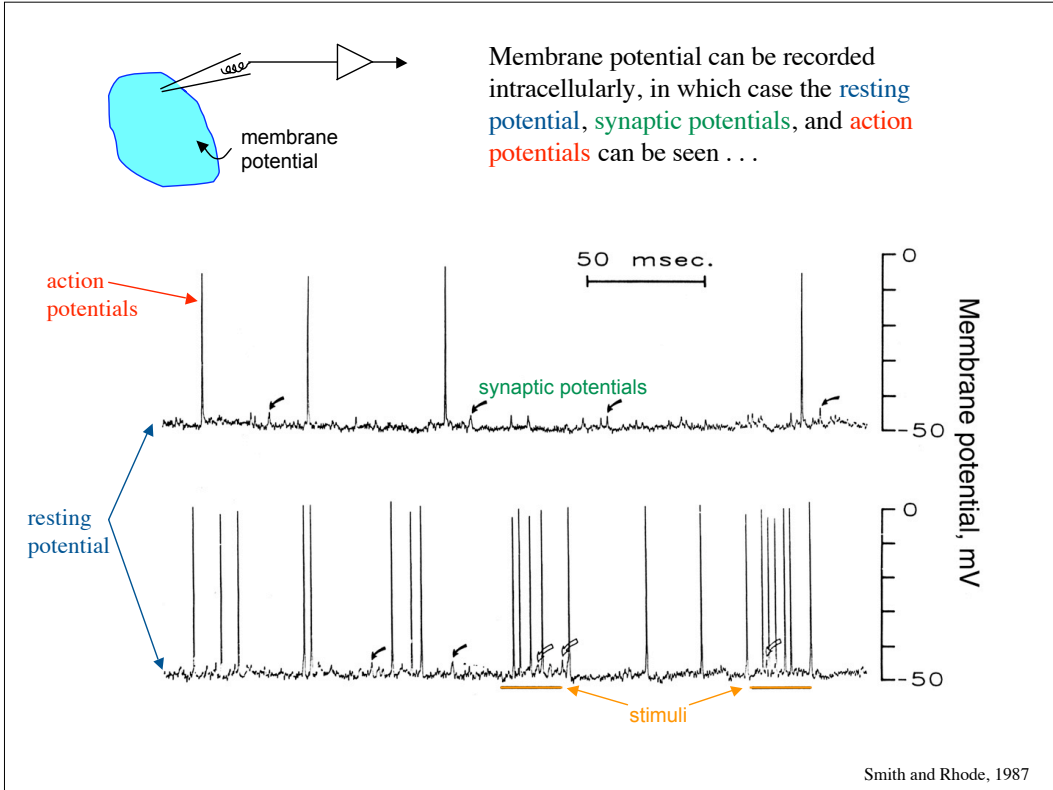 Membrane potential can be recorded
intracellularly, in which case the resting
potential, synaptic potentials, and action
potentials can be seen . . .
membrane
potential
50 msec.
0
action
potentials
synaptic potentials
-50
Membrane potential, mV
resting
potential
0
-50
stimuli
Smith and Rhode, 1987